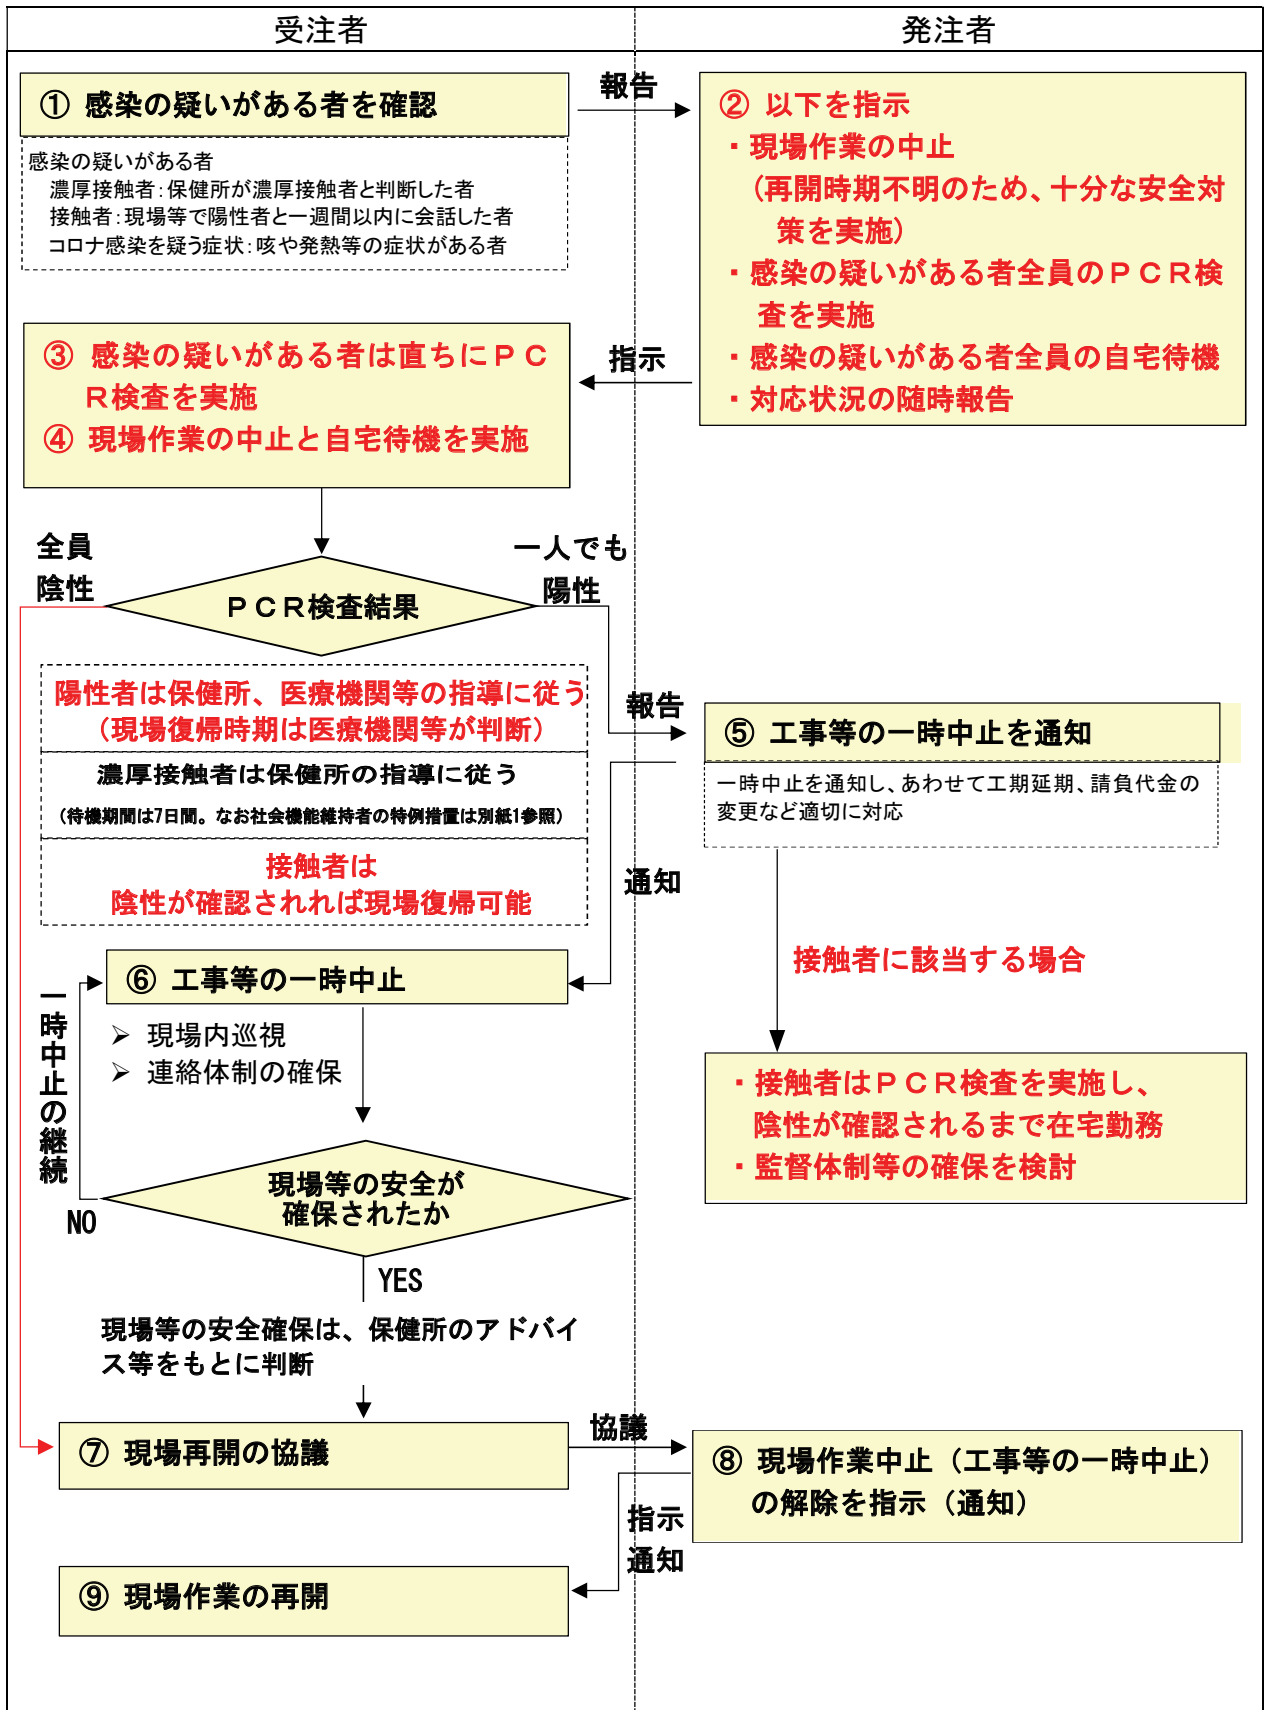 受注者
発注者
① 感染の疑いがある者を確認
報告
感染の疑いがある者
濃厚接触者：保健所が濃厚接触者と判断した者
接触者：現場等で陽性者と一週間以内に会話した者
コロナ感染を疑う症状：咳や発熱等の症状がある者
② 以下を指示
・現場作業の中止
（再開時期不明のため、十分な安全対
策を実施）
・感染の疑いがある者全員のＰＣＲ検
査を実施
・感染の疑いがある者全員の自宅待機
・対応状況の随時報告
指示
③ 感染の疑いがある者は直ちにＰＣ
Ｒ検査を実施
④ 現場作業の中止と自宅待機を実施
全員
陰性
一人でも
陽性
ＰＣＲ検査結果
陽性者は保健所、医療機関等の指導に従う
（現場復帰時期は医療機関等が判断）
濃厚接触者は保健所の指導に従う
（待機期間は7日間。なお社会機能維持者の特例措置は別紙1参照）
接触者は
陰性が確認されれば現場復帰可能
報告
⑤ 工事等の一時中止を通知
一時中止を通知し、あわせて工期延期、請負代金の
変更など適切に対応
通知
接触者に該当する場合
⑥ 工事等の一時中止
➢ 現場内巡視
➢ 連絡体制の確保
一時中止の継続
・接触者はＰＣＲ検査を実施し、
陰性が確認されるまで在宅勤務
・監督体制等の確保を検討
現場等の安全が
確保されたか
NO
YES
現場等の安全確保は、保健所のアドバイ
ス等をもとに判断
⑦ 現場再開の協議
協議
⑧ 現場作業中止（工事等の一時中止）
の解除を指示（通知）
指示
通知
⑨ 現場作業の再開